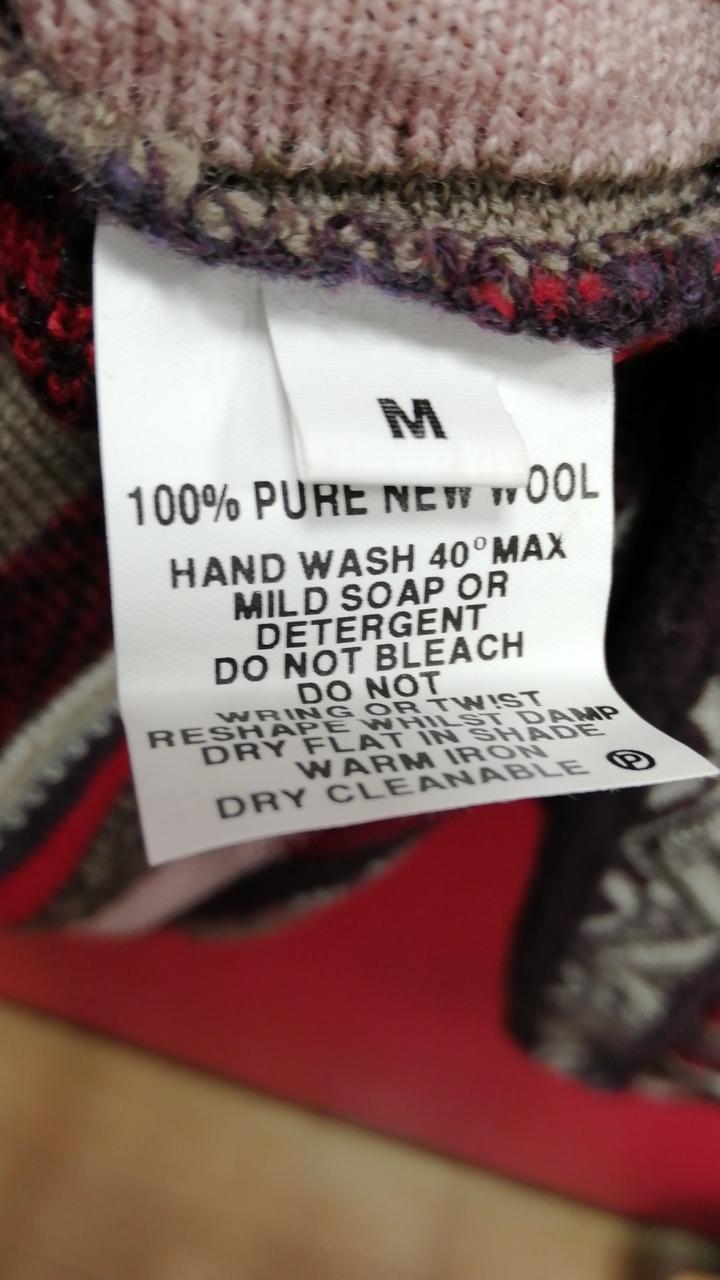 M
100% PURE NEW WOOL
HAND WASH 40° MAX
MILD SOAP OR
DETERGENT
DO NOT BLEACH
DO NOT
WRING OR TWIST
RESHAPE WHILST DAMP
DRY FLAT IN SHADE
WARM IRON
DRY CLEANABLE Ⓟ